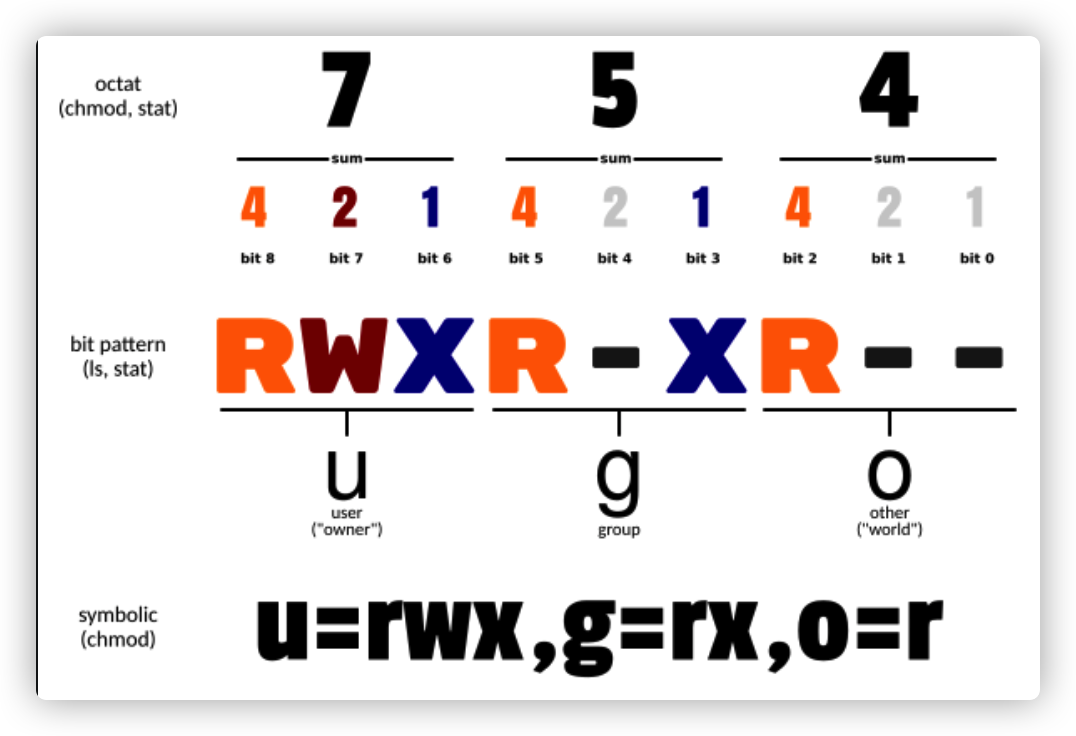 octat
(chmod, stat)
7 5 4
sum sum sum
4 2 1 4 2 1 4 2 1
bit 8 bit 7 bit 6 bit 5 bit 4 bit 3 bit 2 bit 1 bit 0
bit pattern
(ls, stat)
RWXR-XR--
u g o
user group other
("owner") ("world")
symbolic
(chmod)
u=rwx,g=rx,o=r